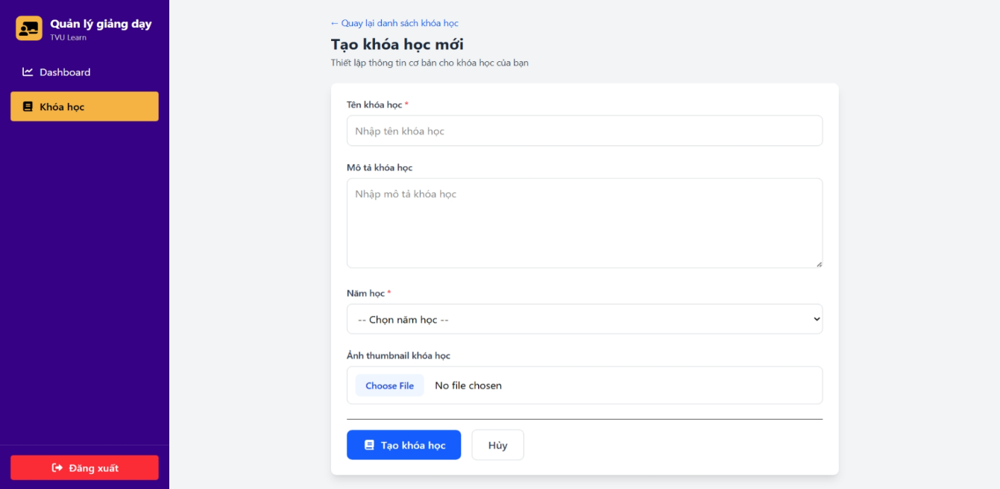 Quản lý giảng dạy
TVU Learn
Dashboard
Khóa học
Đăng xuất
← Quay lại danh sách khóa học
Tạo khóa học mới
Thiết lập thông tin cơ bản cho khóa học của bạn
Tên khóa học *
Nhập tên khóa học
Mô tả khóa học
Nhập mô tả khóa học
Năm học *
-- Chọn năm học --
Ảnh thumbnail khóa học
Choose File No file chosen
Tạo khóa học
Hủy